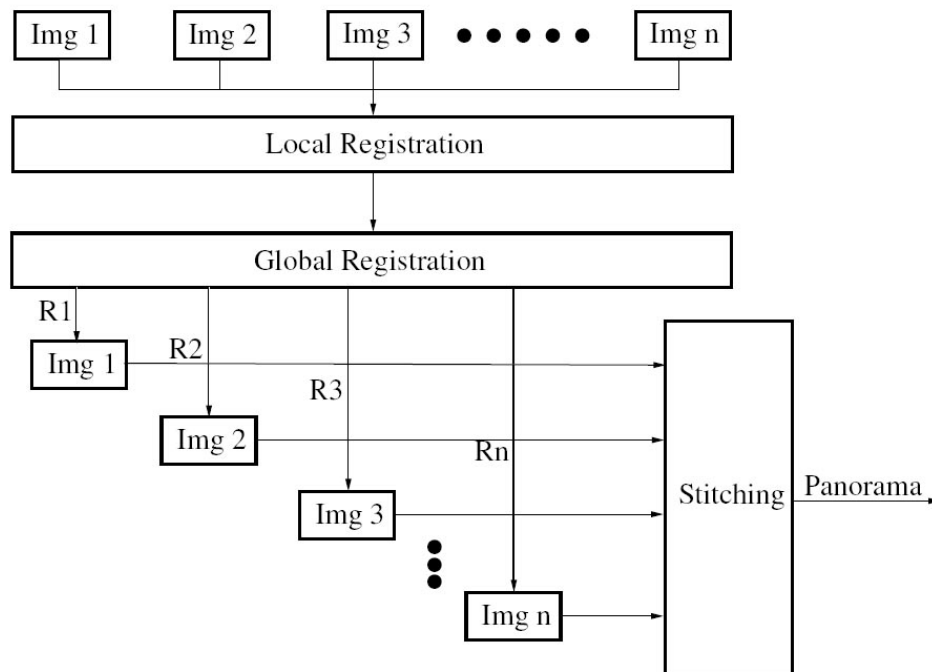 Img 1 Img 2 Img 3 Img n
Local Registration
Global Registration
R1
R2
Img 1
R3
Img 2
Rn
Stitching
Panorama
Img 3
Img n